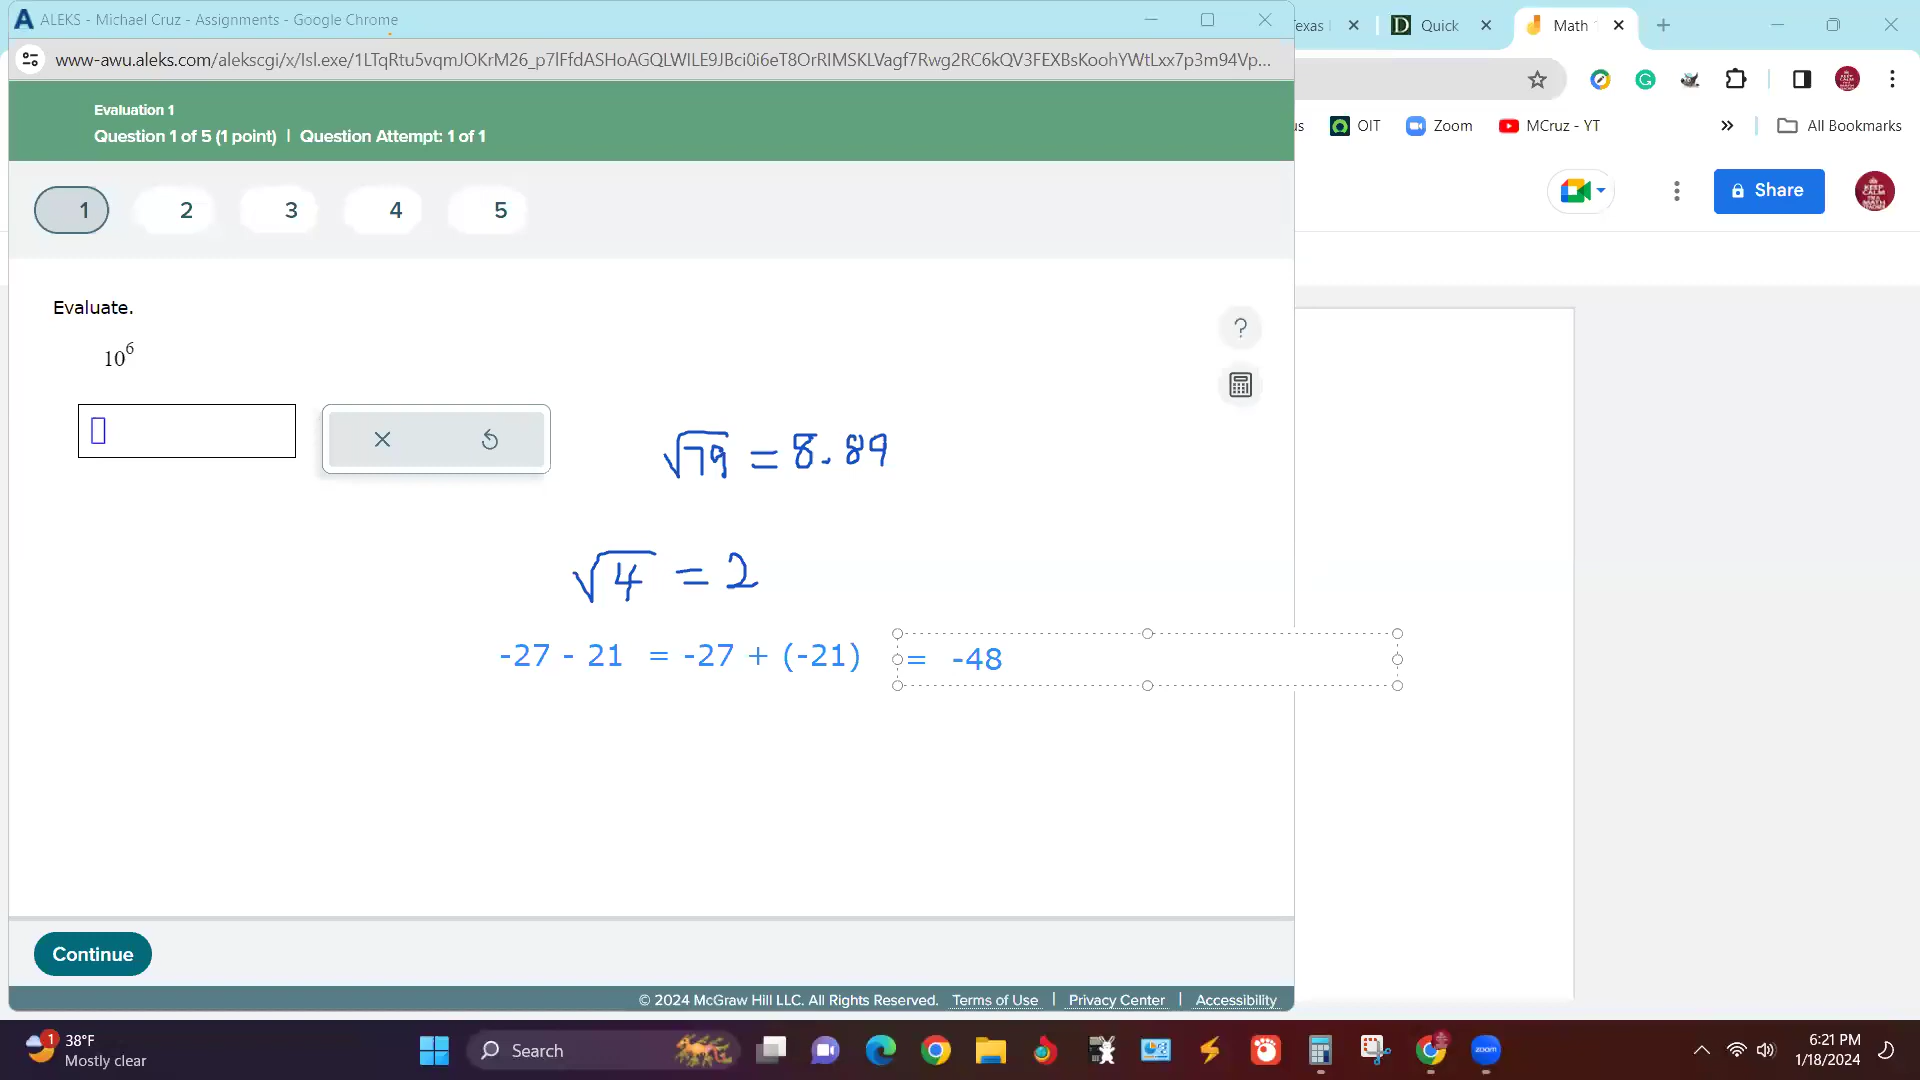 ALEKS - Michael Cruz - Assignments - Google Chrome
exas
Quick
Math
www-awu.aleks.com/alekscgi/x/Isl.exe/1LTqRtu5vqmJOKrM26_p7lFfdASHoAGQLWILE9JBci0i6eT8OrRIMSKLVagf7Rwg2RC6kQV3FEXBsKoohYWtLxx7p3m94Vp...
us
OIT
Zoom
MCruz - YT
All Bookmarks
Evaluation 1
Question 1 of 5 (1 point) | Question Attempt: 1 of 1
Share
1 2 3 4 5
Evaluate.
10⁶
√79 = 8.89
√4 = 2
-27 - 21 = -27 + (-21) = -48
Continue
© 2024 McGraw Hill LLC. All Rights Reserved. Terms of Use | Privacy Center | Accessibility
1
38°F
Mostly clear
Search
zoom
6:21 PM
1/18/2024